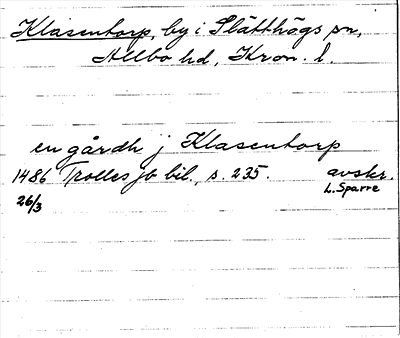 Klasentorp, by i Slätthögs sn,
Allbo hd, Kron. l.
en gårdh j Klasentorp
1486 Trolles jb bil., s. 235. avskr.
26/3 L. Sparre